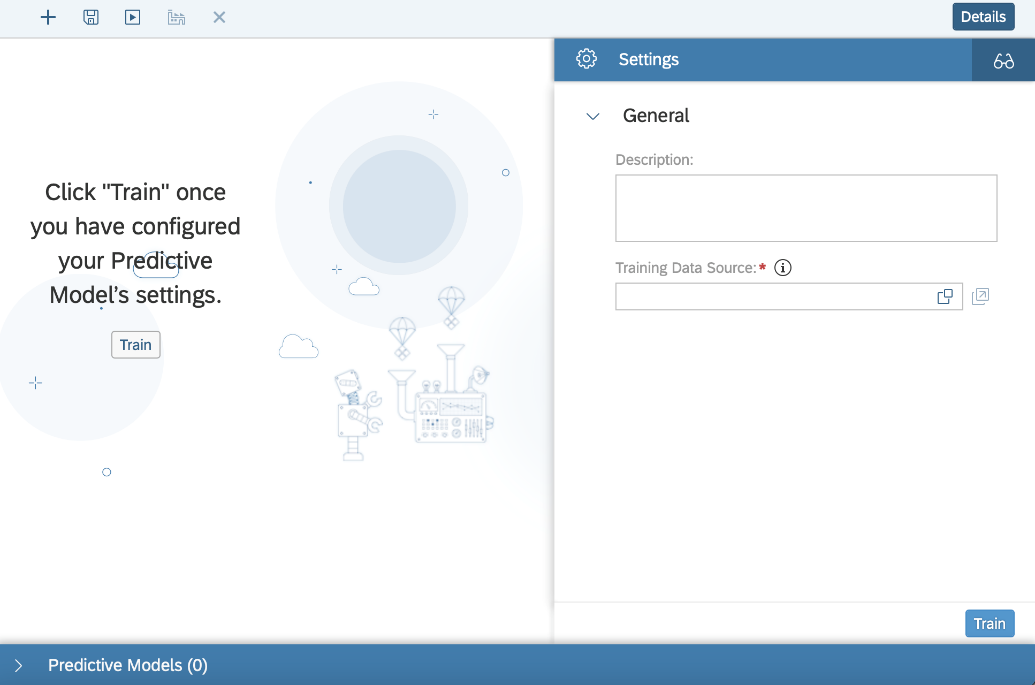 Details
Settings
General
Description:
Click "Train" once
you have configured
your Predictive
Model’s settings.
Train
Training Data Source:*
Train
Predictive Models (0)